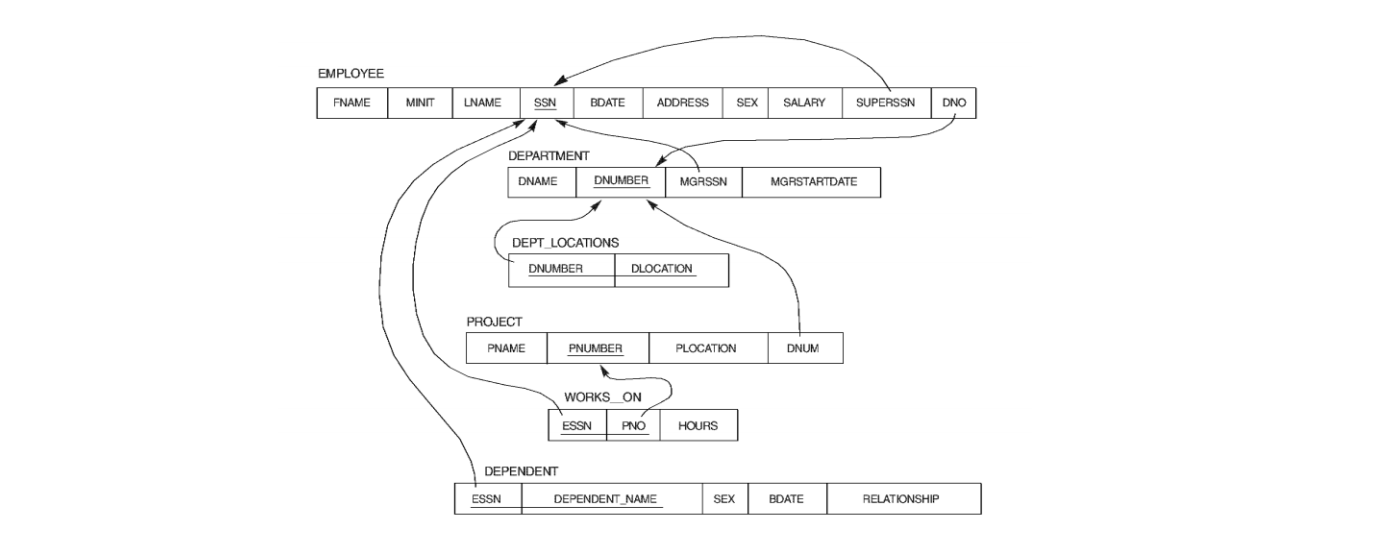 EMPLOYEE
FNAME MINIT LNAME SSN BDATE ADDRESS SEX SALARY SUPERSSN DNO
DEPARTMENT
DNAME DNUMBER MGRSSN MGRSTARTDATE
DEPT_LOCATIONS
DNUMBER DLOCATION
PROJECT
PNAME PNUMBER PLOCATION DNUM
WORKS_ON
ESSN PNO HOURS
DEPENDENT
ESSN DEPENDENT_NAME SEX BDATE RELATIONSHIP